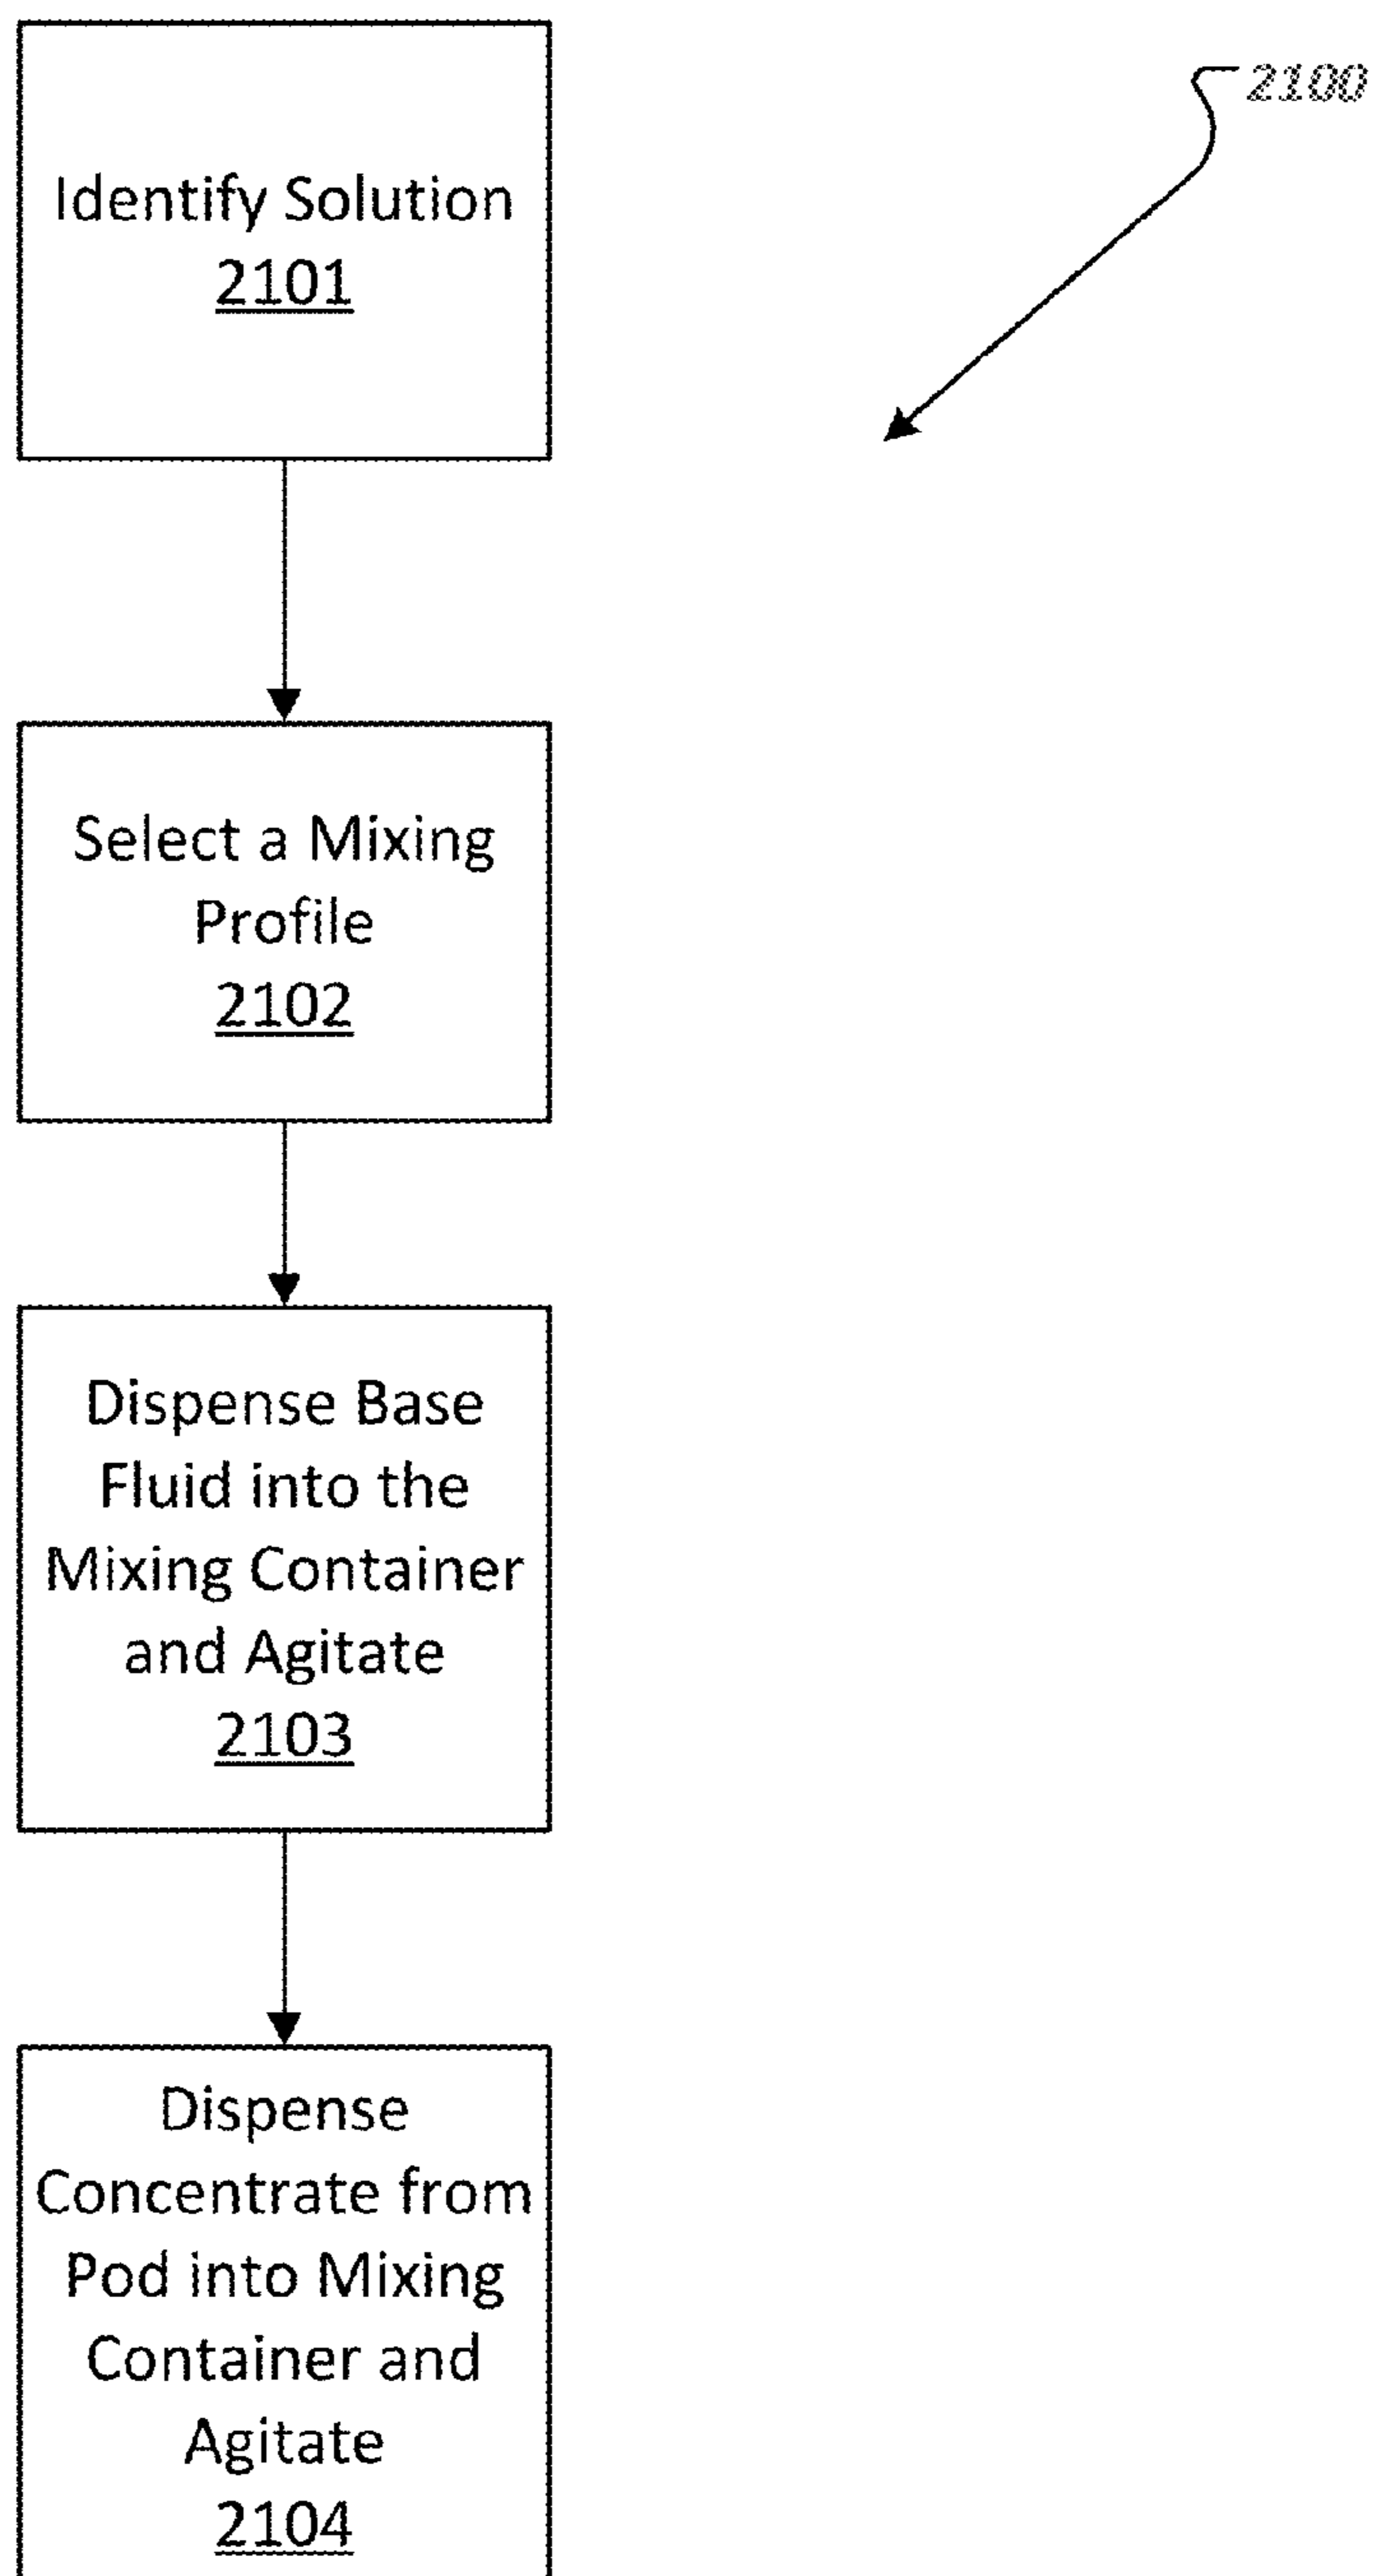 2100
Identify Solution
2101
Select a Mixing
Profile
2102
Dispense Base
Fluid into the
Mixing Container
and Agitate
2103
Dispense
Concentrate from
Pod into Mixing
Container and
Agitate
2104